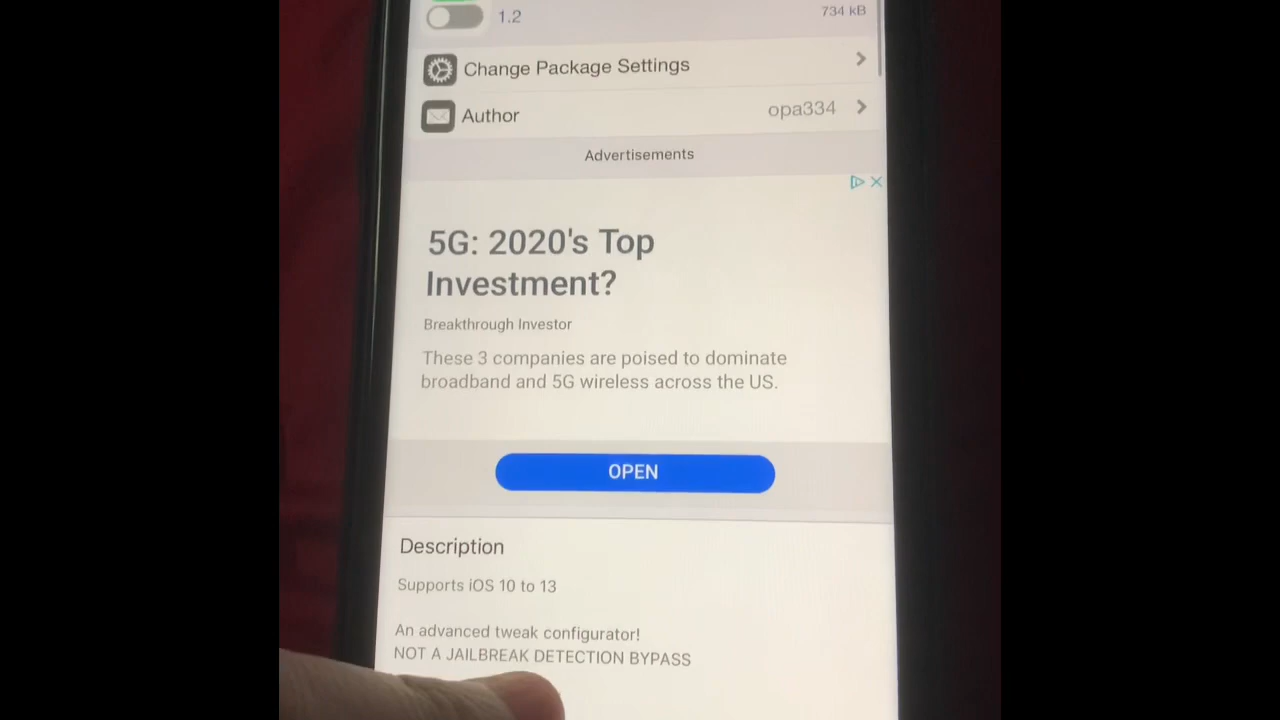 1.2
734 kB
Change Package Settings
Author
opa334
Advertisements
5G: 2020's Top
Investment?
Breakthrough Investor
These 3 companies are poised to dominate
broadband and 5G wireless across the US.
OPEN
Description
Supports iOS 10 to 13
An advanced tweak configurator!
NOT A JAILBREAK DETECTION BYPASS